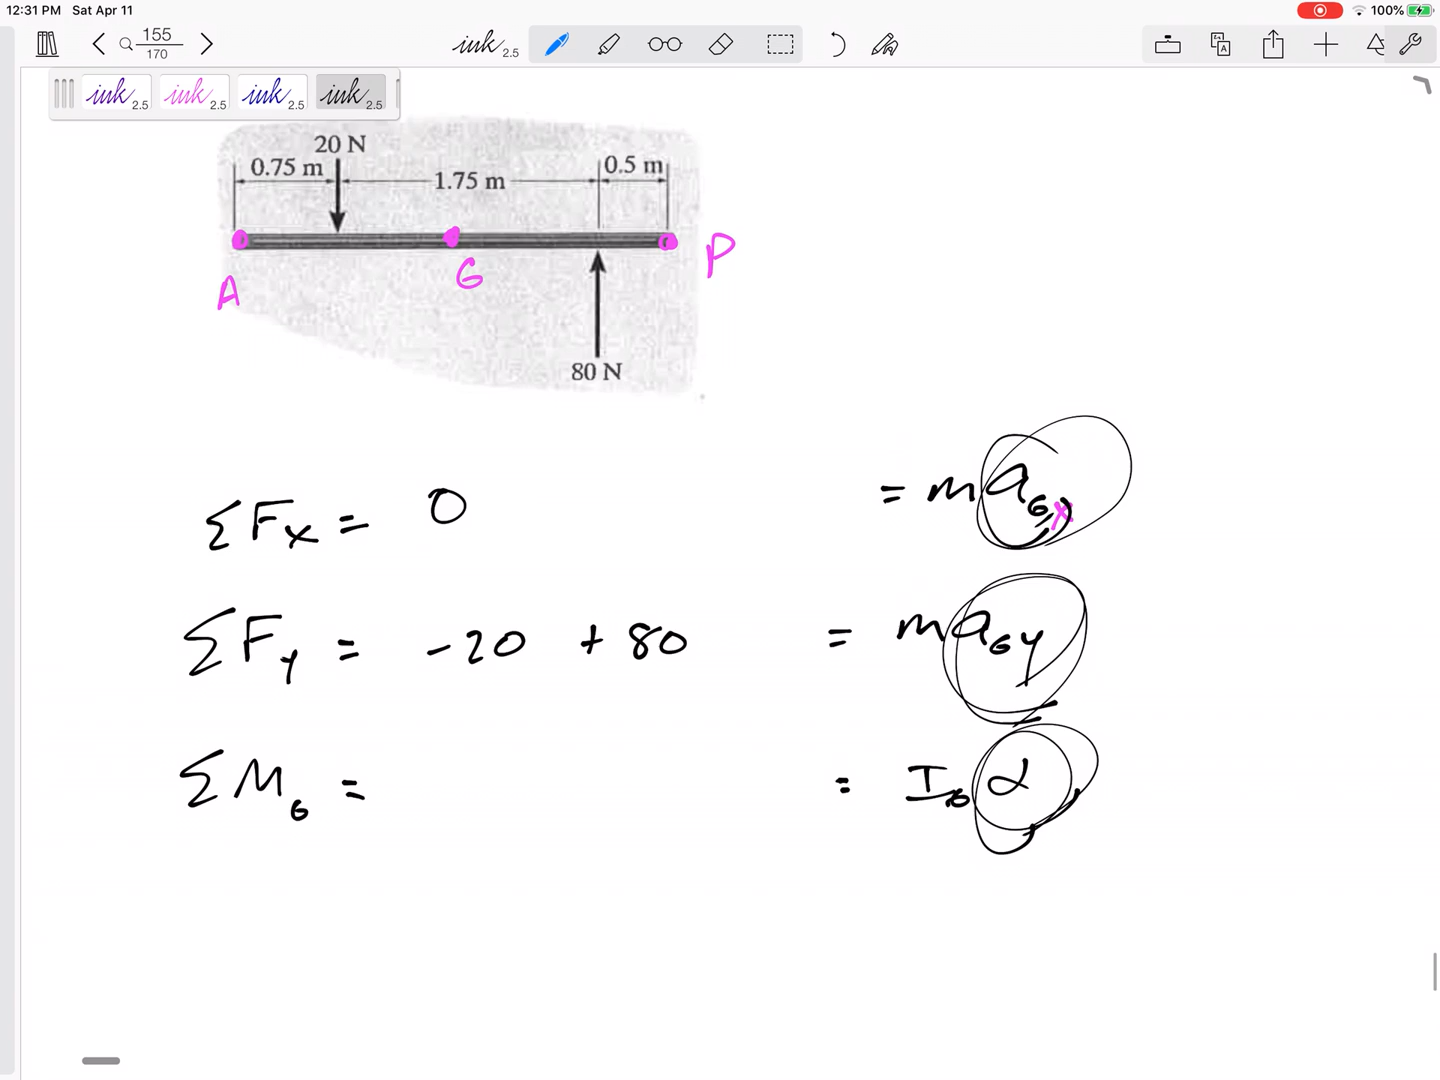 12:31 PM Sat Apr 11
100%
155
170
ink 2.5
ink 2.5
ink 2.5
ink 2.5
ink 2.5
20 N
0.75 m
1.75 m
0.5 m
A
G
P
80 N
ΣFx = 0 = maGx
ΣFy = -20 + 80 = maGy
ΣMG = = IG α